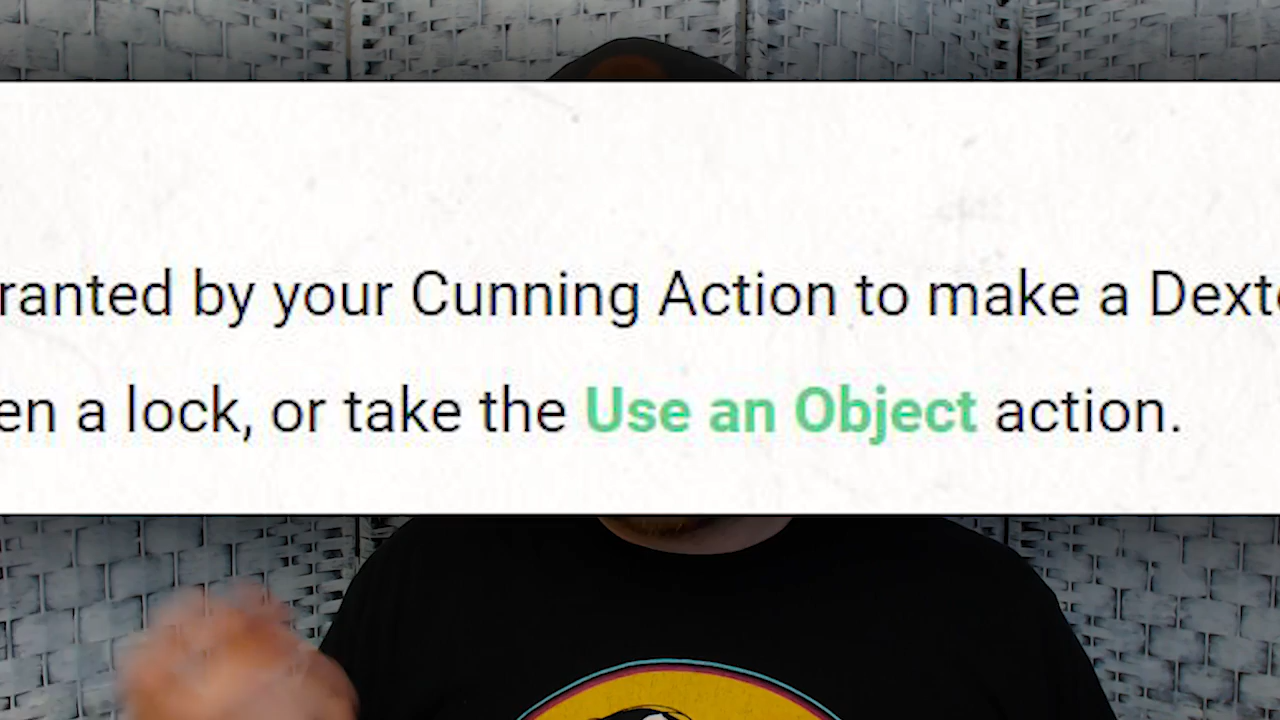 ranted by your Cunning Action to make a Dext
en a lock, or take the Use an Object action.